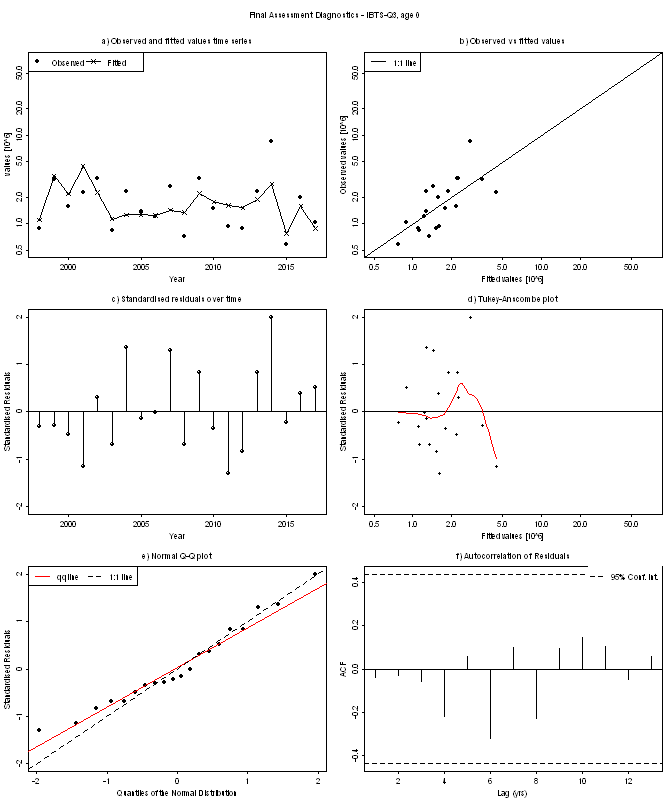 Final Assessment Diagnostics - IBTS-Q3, age 0
a) Observed and fitted values time series
Observed
Fitted
values [10^6]
50.0
20.0
10.0
5.0
2.0
1.0
0.5
2000
2005
2010
2015
Year
b) Observed vs fitted values
1:1 line
Observed values [10^6]
50.0
20.0
10.0
5.0
2.0
1.0
0.5
0.5
1.0
2.0
5.0
10.0
20.0
50.0
Fitted values [10^6]
c) Standardised residuals over time
Standardised Residuals
2
1
0
-1
-2
2000
2005
2010
2015
Year
d) Tukey-Anscombe plot
Standardised Residuals
2
1
0
-1
-2
0.5
1.0
2.0
5.0
10.0
20.0
50.0
Fitted values [10^6]
e) Normal Q-Q plot
qq line
1:1 line
Standardised Residuals
2
1
0
-1
-2
-2
-1
0
1
2
Quantiles of the Normal Distribution
f) Autocorrelation of Residuals
95% Conf. Int.
ACF
0.4
0.2
0.0
-0.2
-0.4
2
4
6
8
10
12
Lag (yrs)